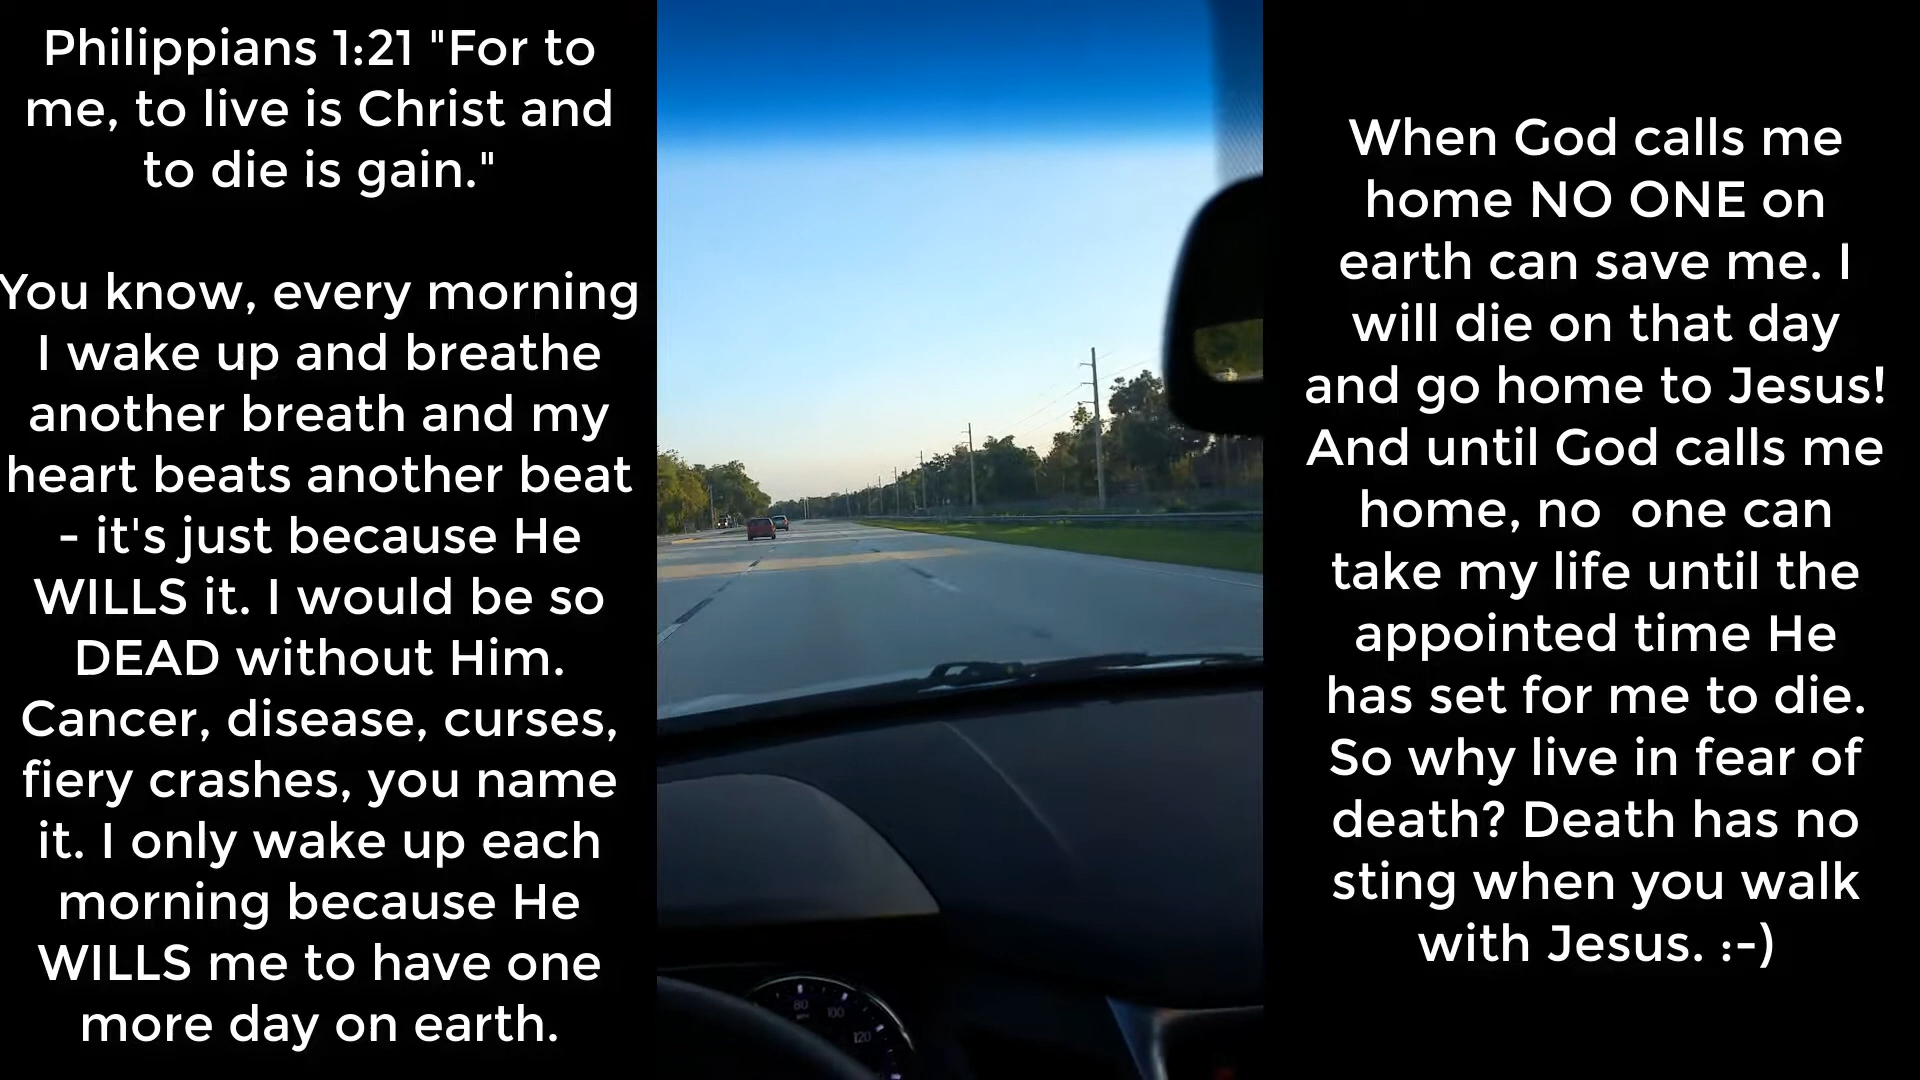 Philippians 1:21 "For to
me, to live is Christ and
to die is gain."
You know, every morning
I wake up and breathe
another breath and my
heart beats another beat
- it's just because He
WILLS it. I would be so
DEAD without Him.
Cancer, disease, curses,
fiery crashes, you name
it. I only wake up each
morning because He
WILLS me to have one
more day on earth.
80
MPH
100
120
When God calls me
home NO ONE on
earth can save me. I
will die on that day
and go home to Jesus!
And until God calls me
home, no  one can
take my life until the
appointed time He
has set for me to die.
So why live in fear of
death? Death has no
sting when you walk
with Jesus. :-)